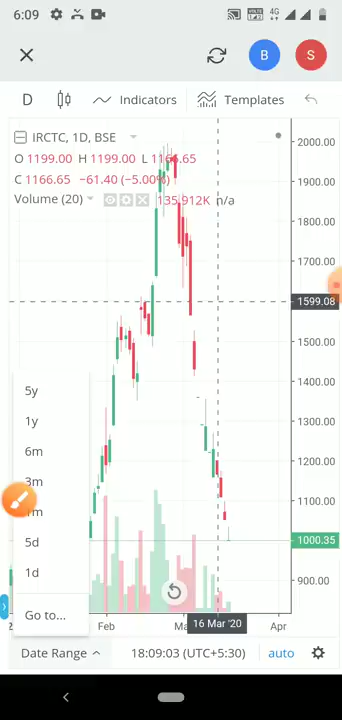 6:09
4G
B
S
D
Indicators
Templates
IRCTC, 1D, BSE
O 1199.00 H 1199.00 L 1166.65
C 1166.65 −61.40 (−5.00%)
Volume (20) 135.912K n/a
2000.00
1900.00
1800.00
1700.00
1599.08
1500.00
1400.00
1300.00
1200.00
1100.00
1000.35
900.00
5y
1y
6m
3m
1m
5d
1d
Go to...
Feb
16 Mar '20
Apr
Date Range
18:09:03 (UTC+5:30)
auto